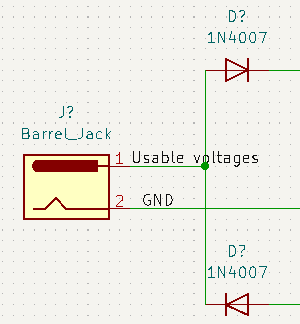 D?
1N4007
J?
Barrel_Jack
1 Usable voltages
2 GND
D?
1N4007